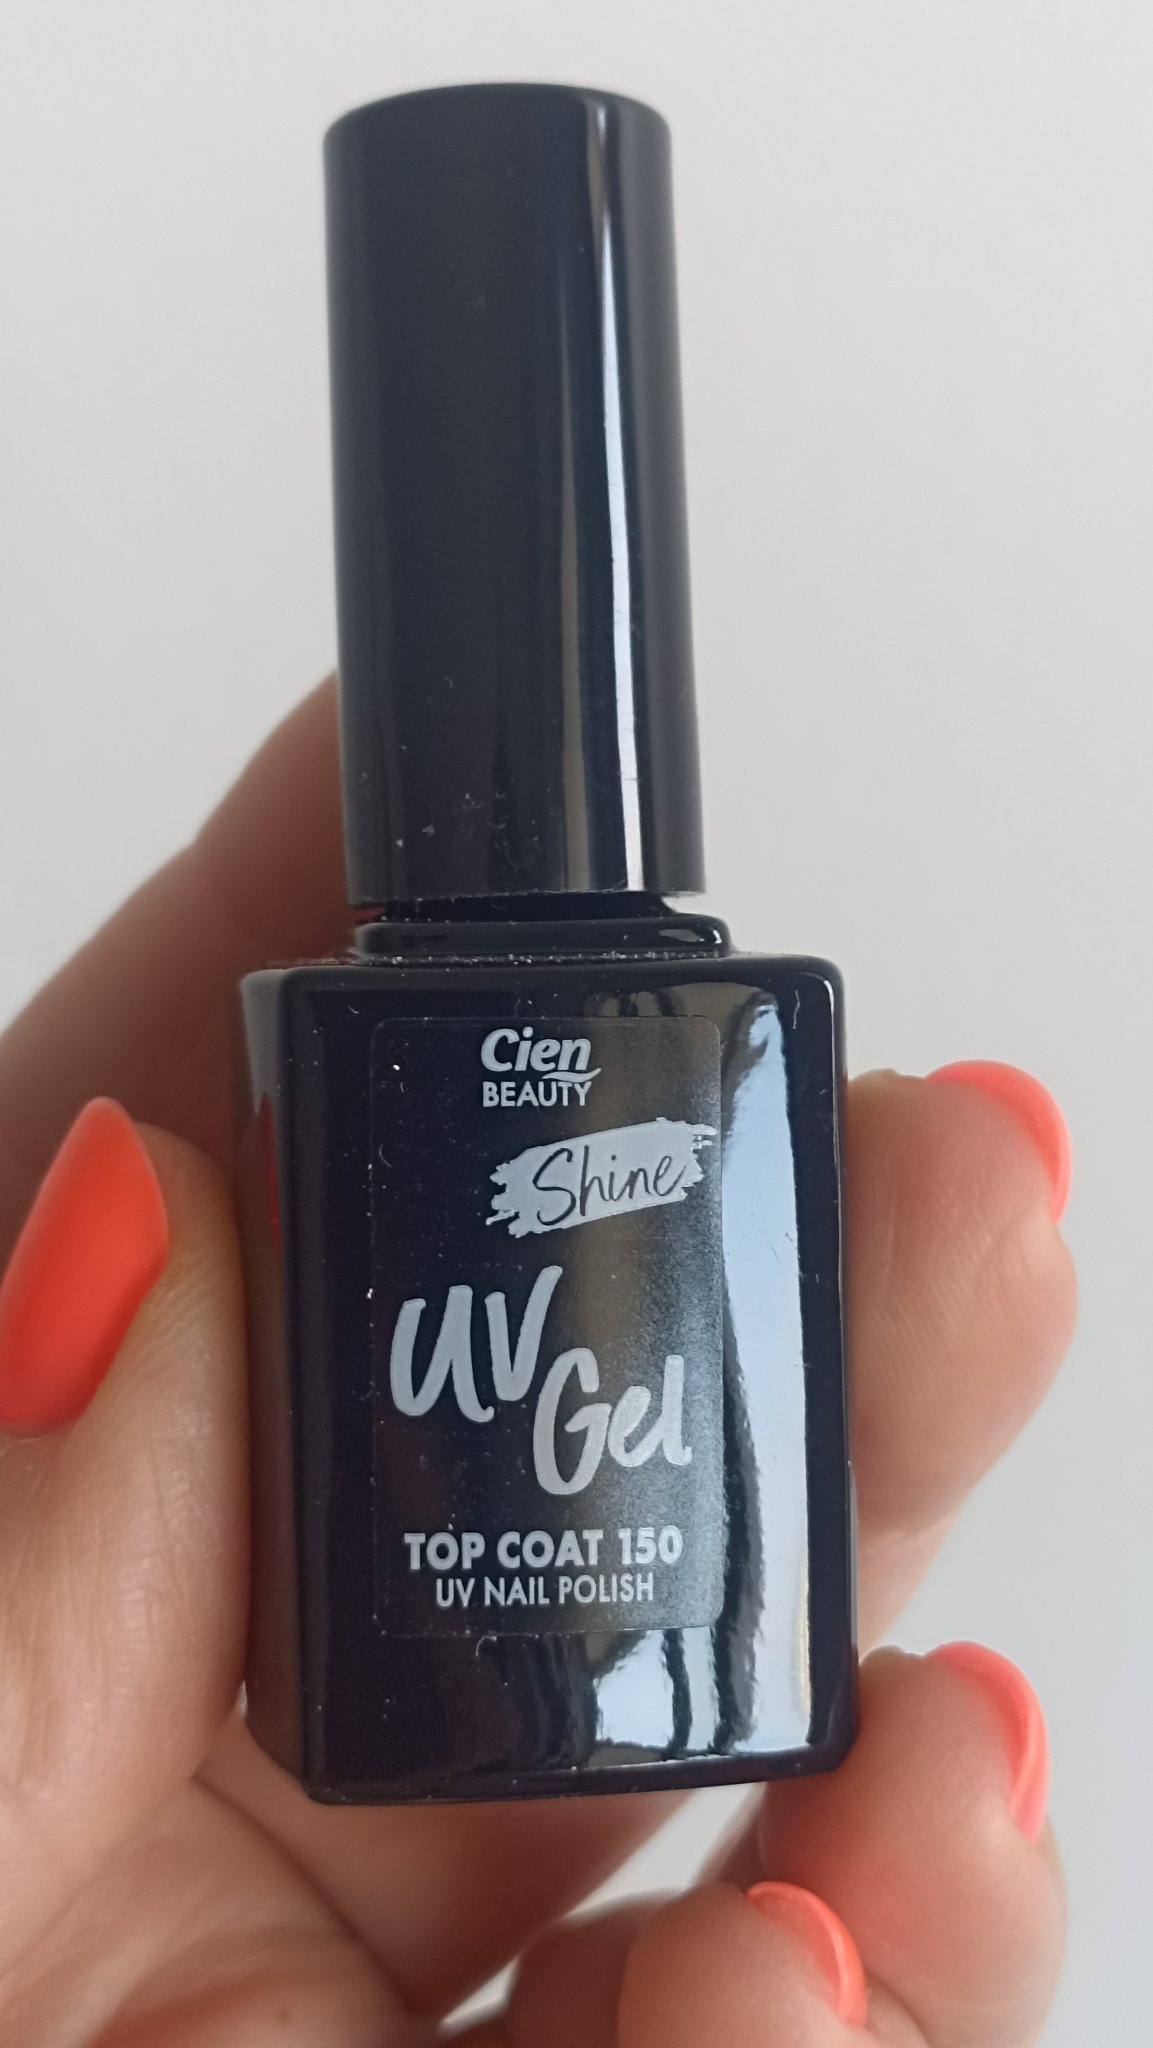 Cien
BEAUTY
Shine
UV
Gel
TOP COAT 150
UV NAIL POLISH